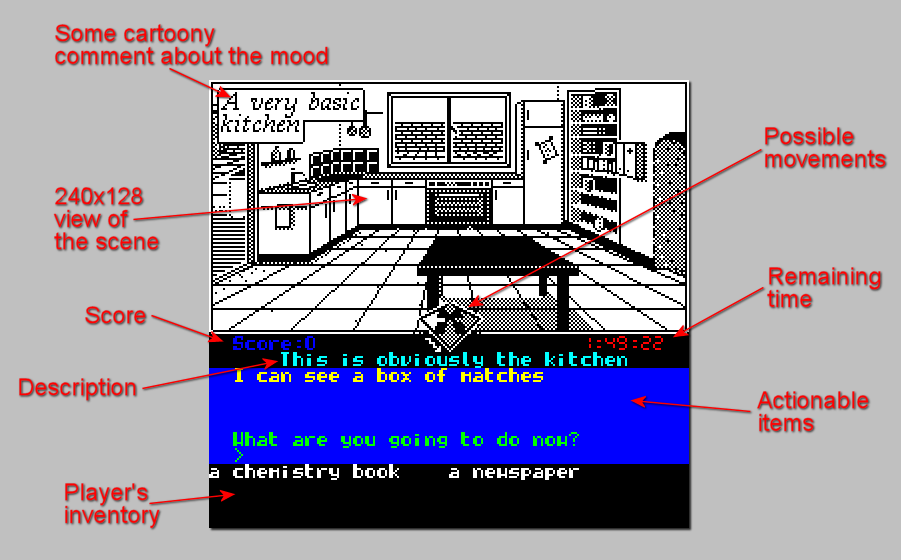 Some cartoony
comment about the mood
A very basic
kitchen
Possible
movements
240x128
view of
the scene
Remaining
time
Score
Score:0
1:49:22
This is obviously the kitchen
Description
I can see a box of matches
Actionable
items
What are you going to do now?
>
a chemistry book a newspaper
Player's
inventory